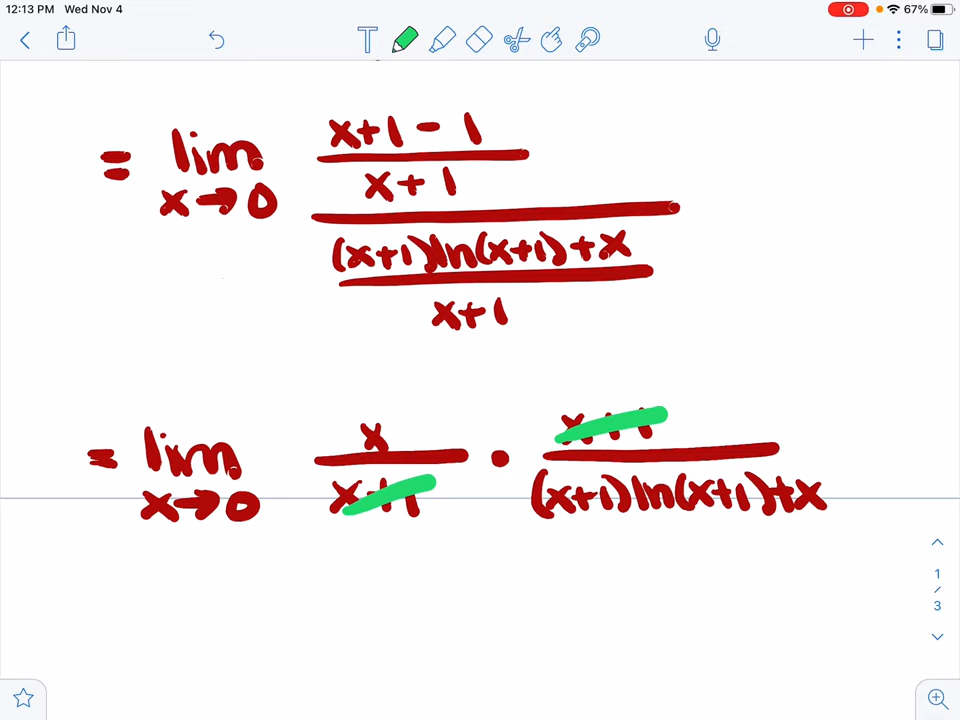 12:13 PM Wed Nov 4 67%
T
= lim x+1-1
x→0 x+1
(x+1)ln(x+1)+x
x+1
= lim x • x+1
x→0 x+1 (x+1)ln(x+1)+x
1
/
3